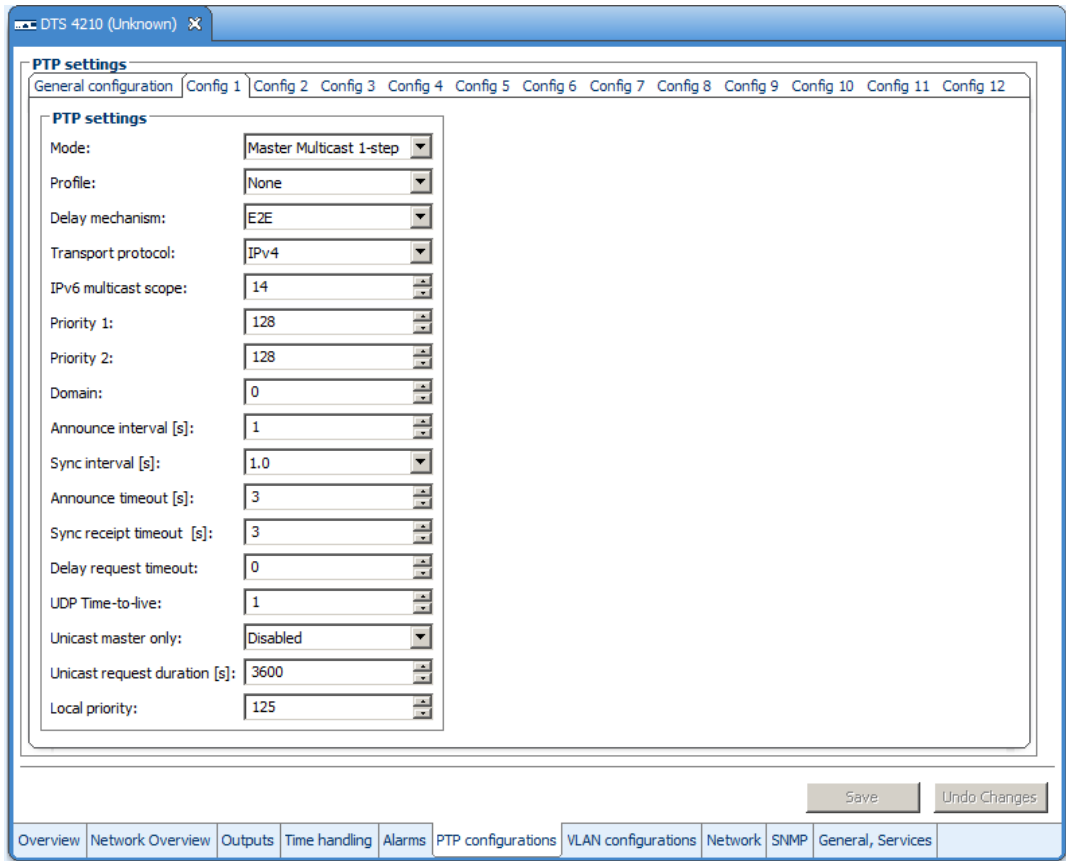 DTS 4210 (Unknown)
PTP settings
General configuration Config 1 Config 2 Config 3 Config 4 Config 5 Config 6 Config 7 Config 8 Config 9 Config 10 Config 11 Config 12
PTP settings
Mode: Master Multicast 1-step
Profile: None
Delay mechanism: E2E
Transport protocol: IPv4
IPv6 multicast scope: 14
Priority 1: 128
Priority 2: 128
Domain: 0
Announce interval [s]: 1
Sync interval [s]: 1.0
Announce timeout [s]: 3
Sync receipt timeout [s]: 3
Delay request timeout: 0
UDP Time-to-live: 1
Unicast master only: Disabled
Unicast request duration [s]: 3600
Local priority: 125
Save Undo Changes
Overview Network Overview Outputs Time handling Alarms PTP configurations VLAN configurations Network SNMP General, Services